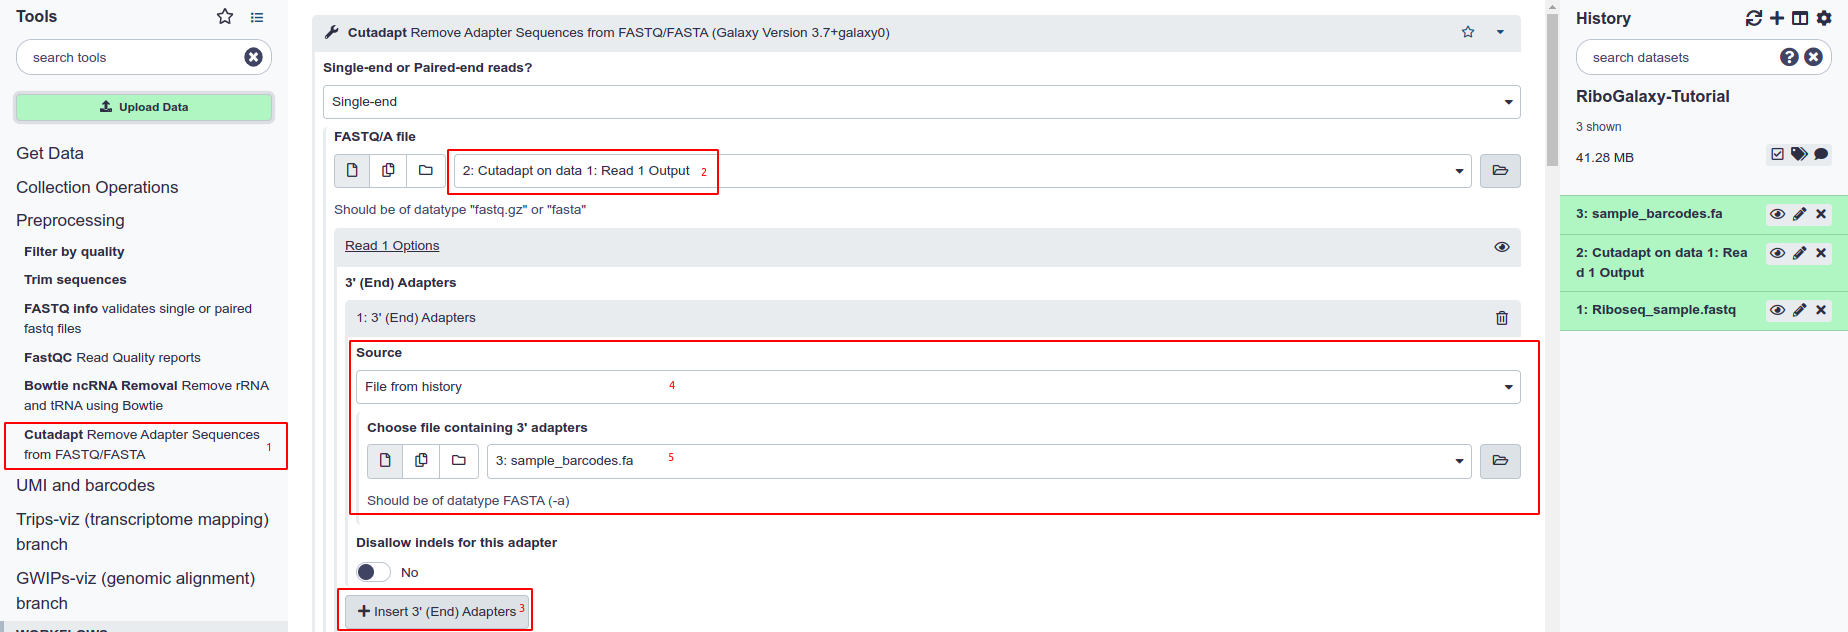 Tools
search tools
Upload Data
Get Data
Collection Operations
Preprocessing
Filter by quality
Trim sequences
FASTQ info validates single or paired
fastq files
FastQC Read Quality reports
Bowtie ncRNA Removal Remove rRNA
and tRNA using Bowtie
Cutadapt Remove Adapter Sequences
from FASTQ/FASTA
1
UMI and barcodes
Trips-viz (transcriptome mapping)
branch
GWIPs-viz (genomic alignment)
branch
WORKFLOWS
Cutadapt Remove Adapter Sequences from FASTQ/FASTA (Galaxy Version 3.7+galaxy0)
Single-end or Paired-end reads?
Single-end
FASTQ/A file
2: Cutadapt on data 1: Read 1 Output 2
Should be of datatype "fastq.gz" or "fasta"
Read 1 Options
3' (End) Adapters
1: 3' (End) Adapters
Source
File from history 4
Choose file containing 3' adapters
3: sample_barcodes.fa 5
Should be of datatype FASTA (-a)
Disallow indels for this adapter
No
+ Insert 3' (End) Adapters 3
History
search datasets
RiboGalaxy-Tutorial
3 shown
41.28 MB
3: sample_barcodes.fa
2: Cutadapt on data 1: Rea
d 1 Output
1: Riboseq_sample.fastq